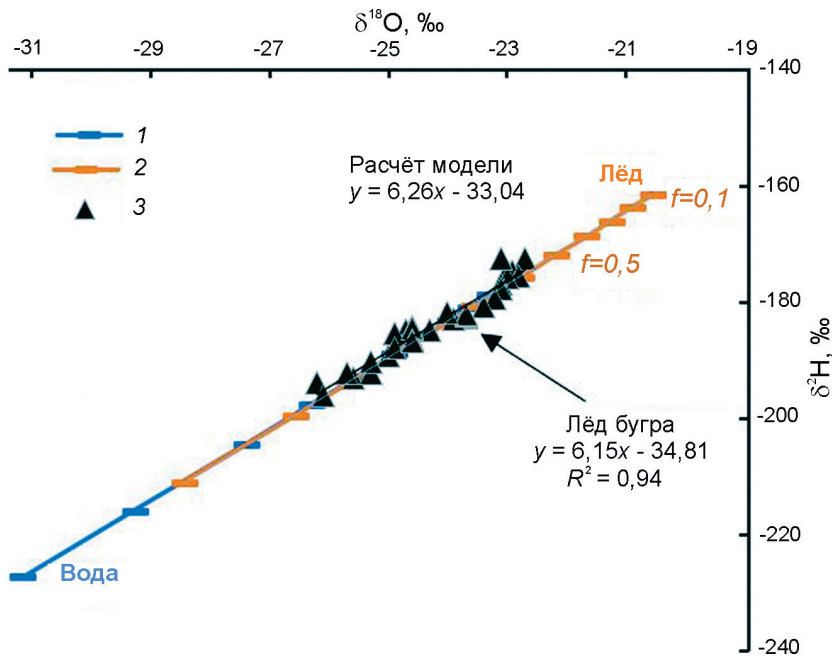 δ¹⁸O, ‰
-31 -29 -27 -25 -23 -21 -19
-140
1
2
3
Расчёт модели
y = 6,26x - 33,04
Лёд
f=0,1
-160
f=0,5
-180
δ²H, ‰
-200
Лёд бугра
y = 6,15x - 34,81
R² = 0,94
-220
Вода
-240